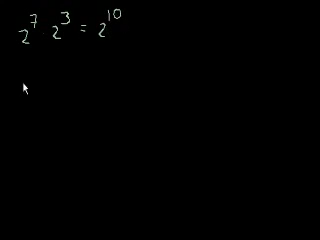 2⁷ 2³ = 2¹⁰